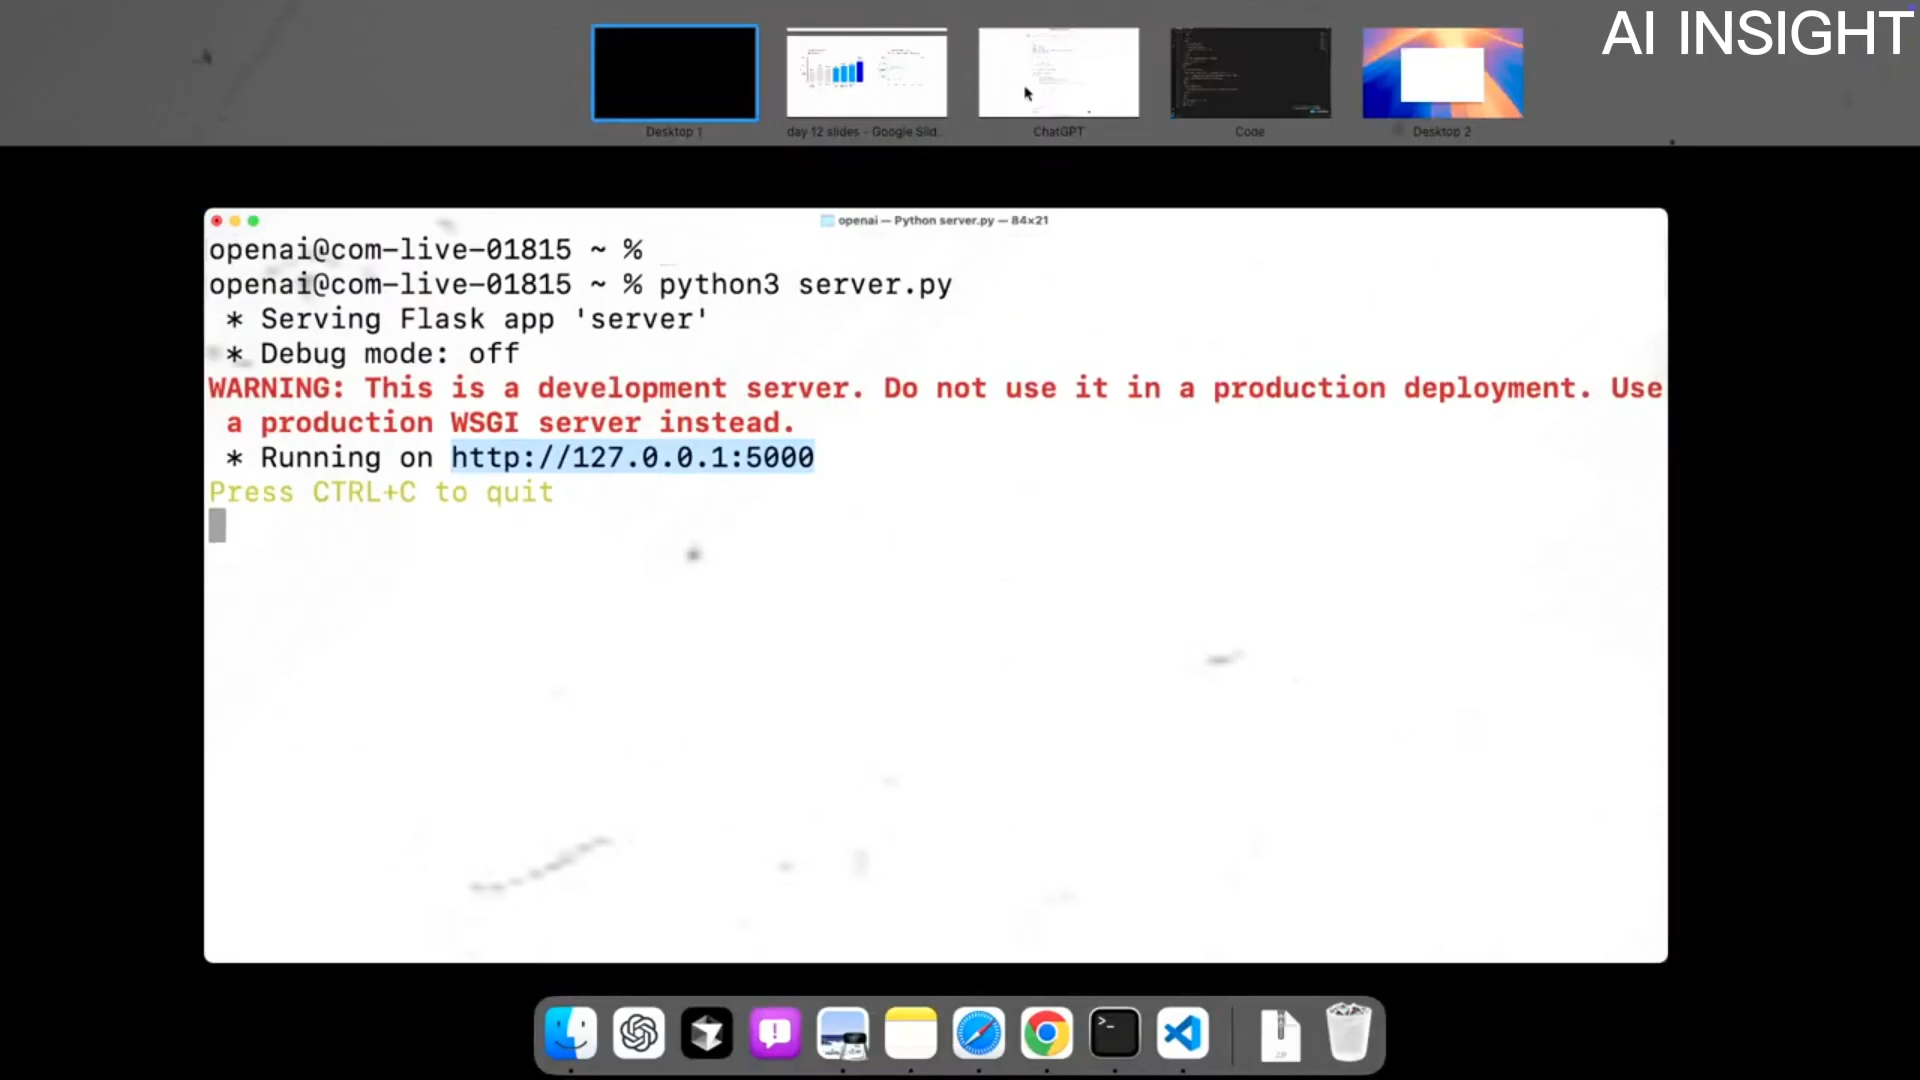 AI INSIGHT
Desktop 1
day 12 slides - Google Slid...
ChatGPT
Code
Desktop 2
openai — Python server.py — 84×21
openai@com-live-01815 ~ %
openai@com-live-01815 ~ % python3 server.py
* Serving Flask app 'server'
* Debug mode: off
WARNING: This is a development server. Do not use it in a production deployment. Use
a production WSGI server instead.
* Running on http://127.0.0.1:5000
Press CTRL+C to quit
ZIP